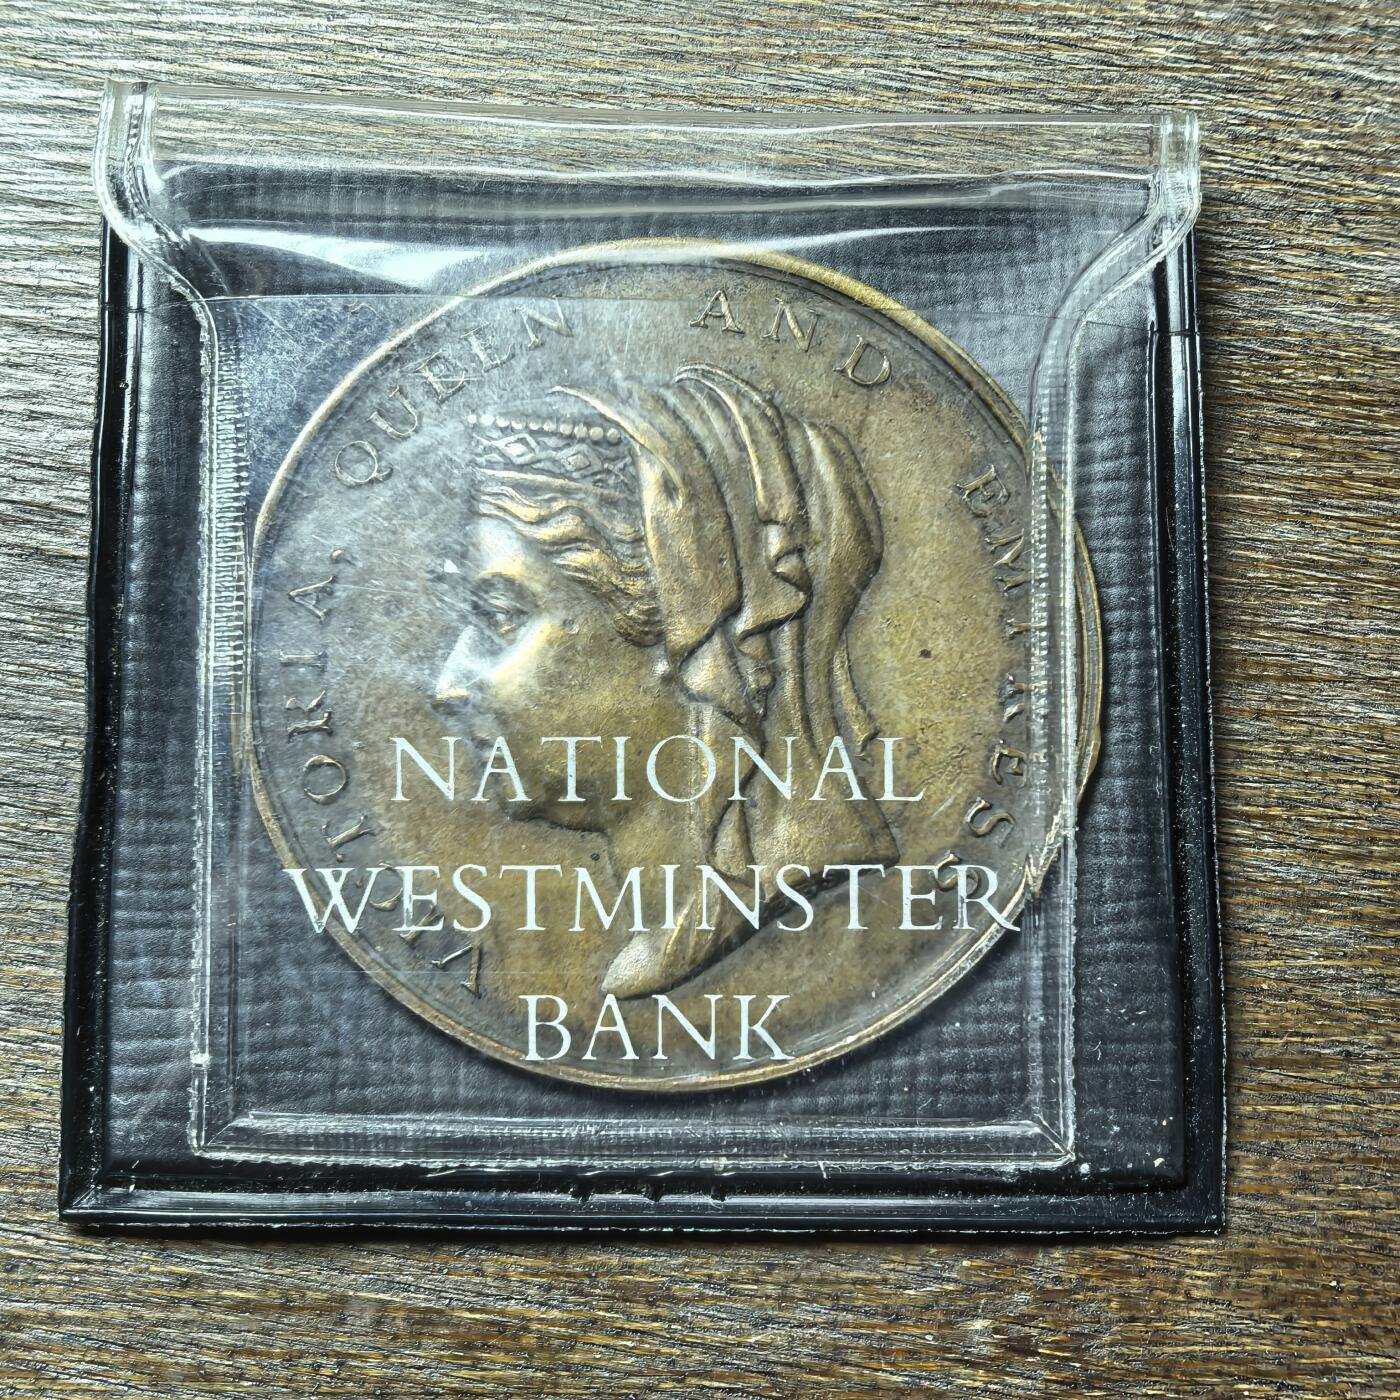 VICTORIA. QUEEN AND EMPRESS
NATIONAL
WESTMINSTER
BANK